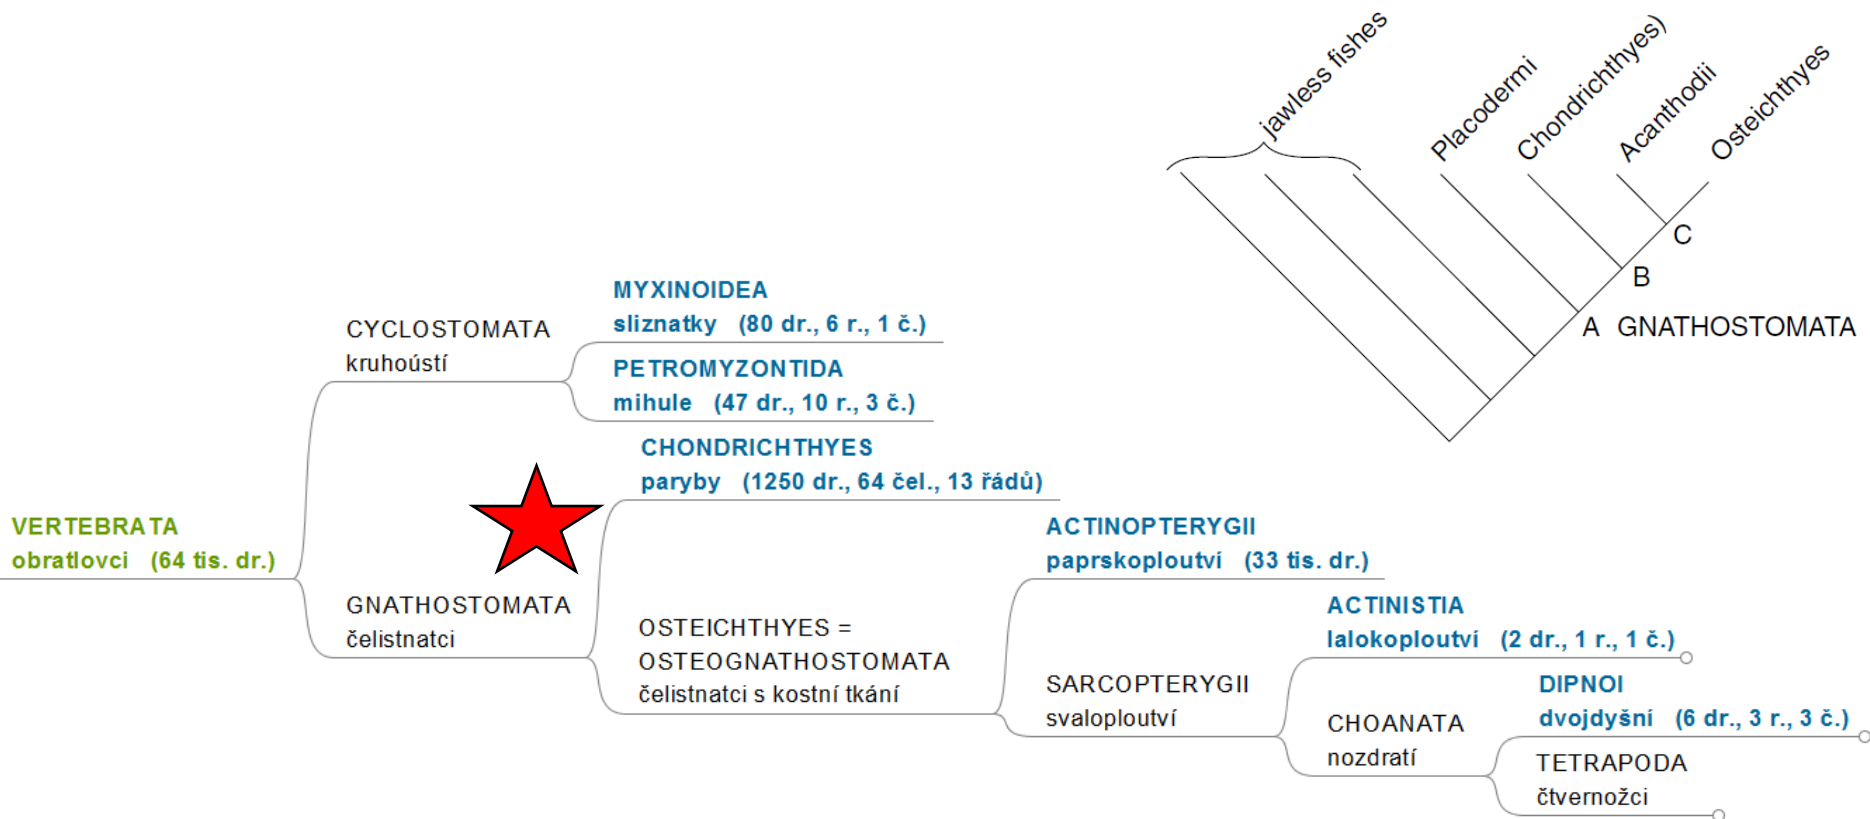 jawless fishes
Placodermi
Chondrichthyes)
Acanthodii
Osteichthyes
C
B
A GNATHOSTOMATA
MYXINOIDEA
sliznatky (80 dr., 6 r., 1 č.)
CYCLOSTOMATA
kruhoústí
PETROMYZONTIDA
mihule (47 dr., 10 r., 3 č.)
CHONDRICHTHYES
paryby (1250 dr., 64 čel., 13 řádů)
VERTEBRATA
obratlovci (64 tis. dr.)
ACTINOPTERYGII
paprskoploutví (33 tis. dr.)
GNATHOSTOMATA
čelistnatci
OSTEICHTHYES =
OSTEOGNATHOSTOMATA
čelistnatci s kostní tkání
ACTINISTIA
lalokoploutví (2 dr., 1 r., 1 č.)
SARCOPTERYGII
svaloploutví
DIPNOI
dvojdyšní (6 dr., 3 r., 3 č.)
CHOANATA
nozdratí
TETRAPODA
čtvernožci